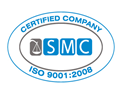 CERTIFIED COMPANY
SMC
ISO 9001:2008